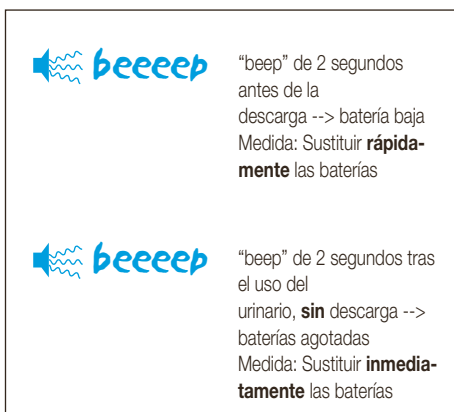 beeeep
“beep” de 2 segundos
antes de la
descarga --> batería baja
Medida: Sustituir rápida-
mente las baterías
beeeep
“beep” de 2 segundos tras
el uso del
urinario, sin descarga -->
baterías agotadas
Medida: Sustituir inmedia-
tamente las baterías